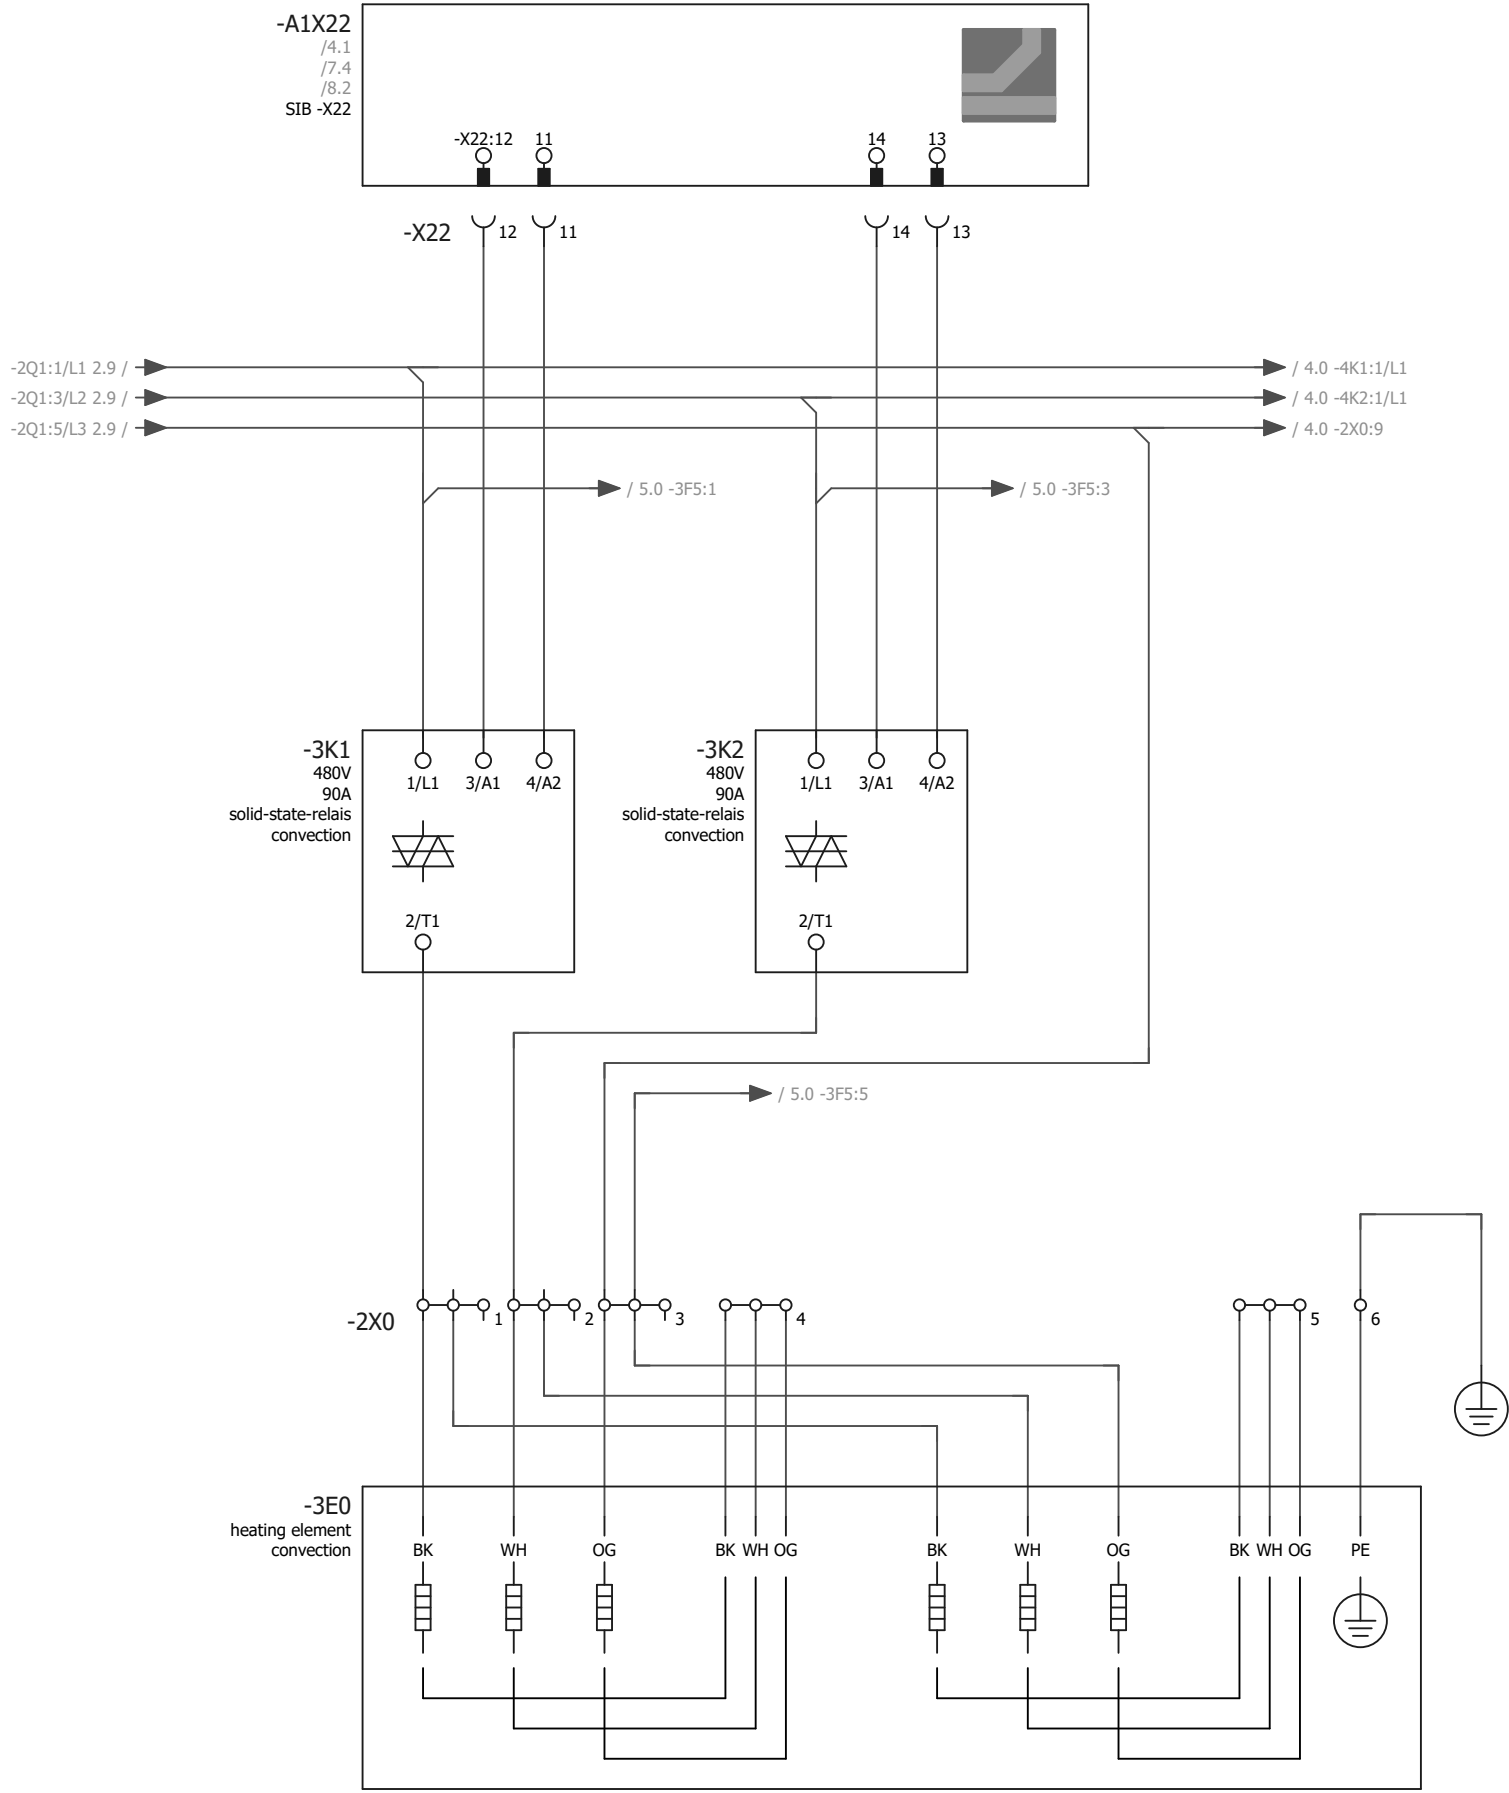 -A1X22
/4.1
/7.4
/8.2
SIB -X22
-X22:12 11 14 13
-X22 12 11 14 13
-2Q1:1/L1 2.9 / / 4.0 -4K1:1/L1
-2Q1:3/L2 2.9 / / 4.0 -4K2:1/L1
-2Q1:5/L3 2.9 / / 4.0 -2X0:9
/ 5.0 -3F5:1 / 5.0 -3F5:3
-3K1
480V
90A
solid-state-relais
convection
1/L1 3/A1 4/A2
2/T1
-3K2
480V
90A
solid-state-relais
convection
1/L1 3/A1 4/A2
2/T1
/ 5.0 -3F5:5
-2X0 1 2 3 4 5 6
-3E0
heating element
convection
BK WH OG BK WH OG BK WH OG BK WH OG PE